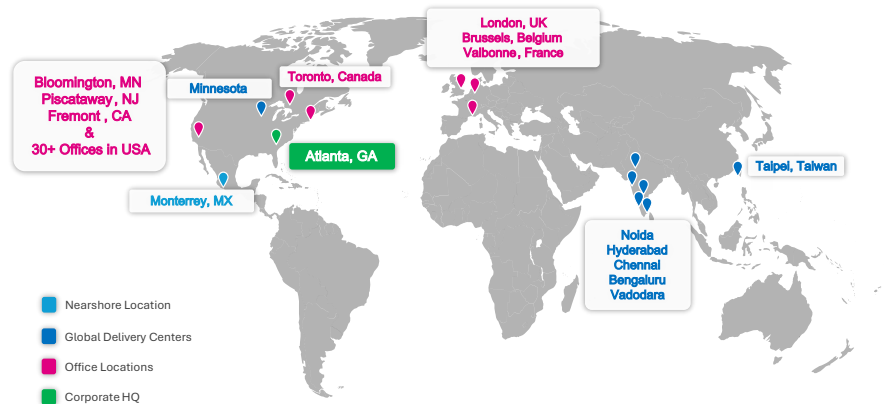 London, UK
Brussels, Belgium
Valbonne, France
Bloomington, MN
Piscataway, NJ
Fremont, CA
&
30+ Offices in USA
Minnesota
Toronto, Canada
Atlanta, GA
Monterrey, MX
Taipei, Taiwan
Noida
Hyderabad
Chennai
Bengaluru
Vadodara
Nearshore Location
Global Delivery Centers
Office Locations
Corporate HQ